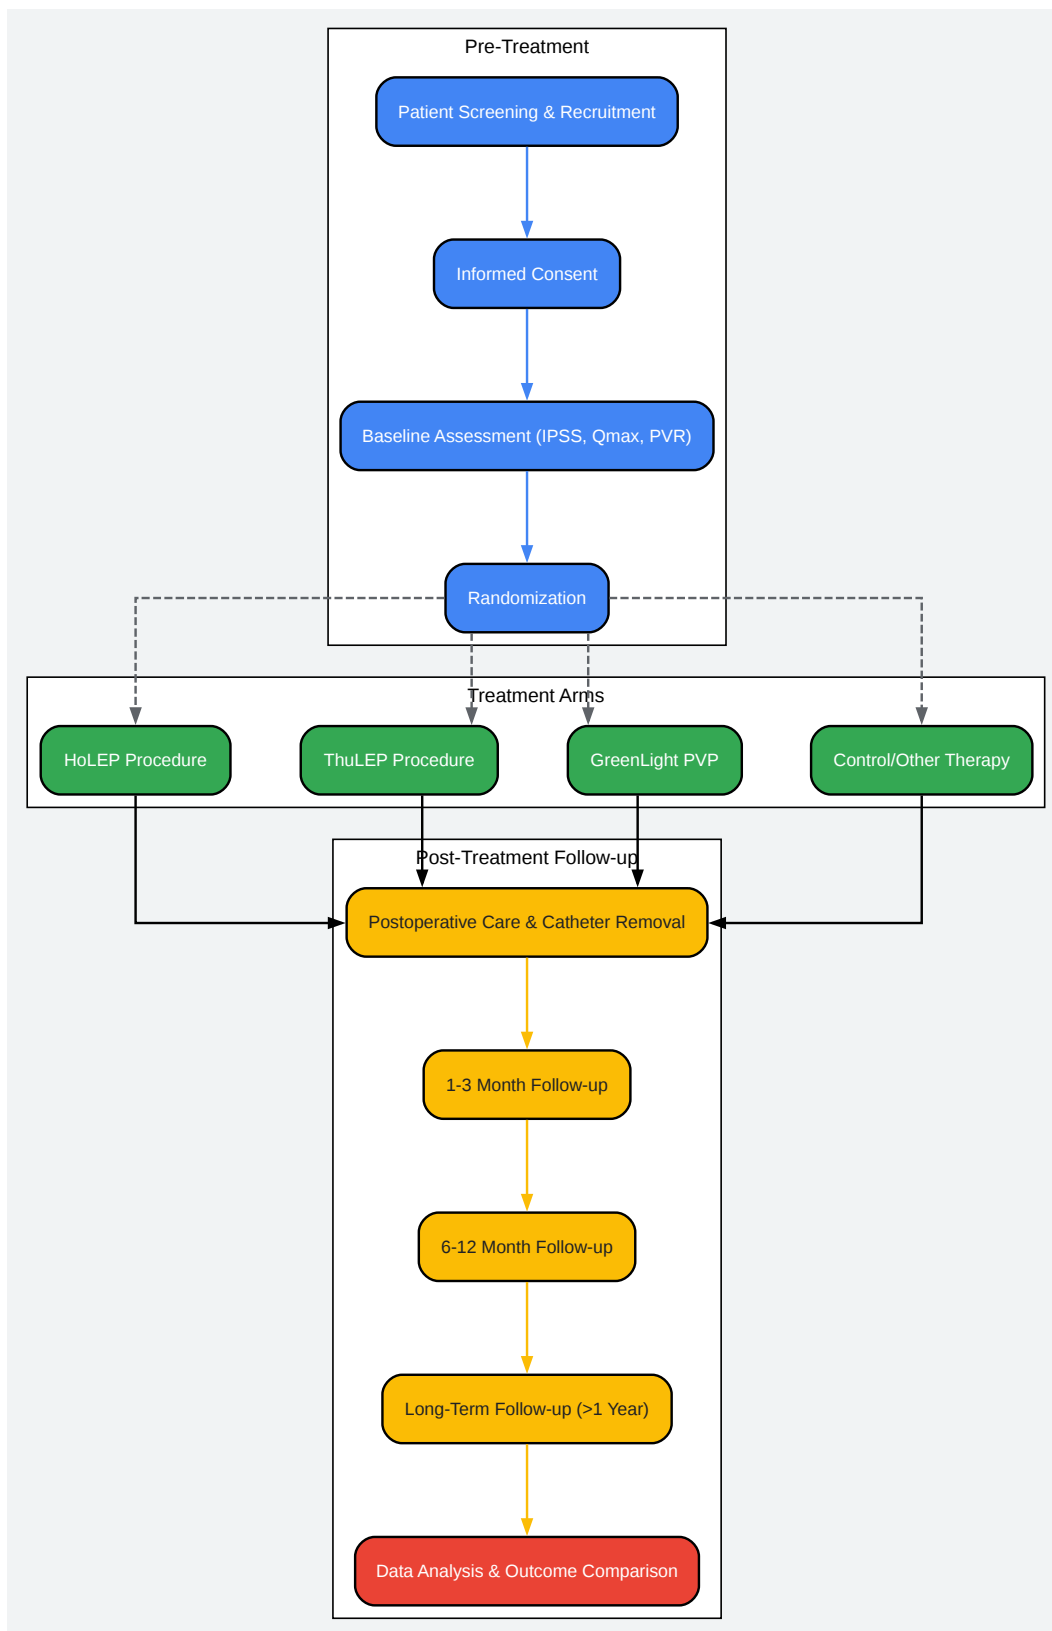 Pre-Treatment
Patient Screening & Recruitment
Informed Consent
Baseline Assessment (IPSS, Qmax, PVR)
Randomization
Treatment Arms
HoLEP Procedure
ThuLEP Procedure
GreenLight PVP
Control/Other Therapy
Post-Treatment Follow-up
Postoperative Care & Catheter Removal
1-3 Month Follow-up
6-12 Month Follow-up
Long-Term Follow-up (>1 Year)
Data Analysis & Outcome Comparison